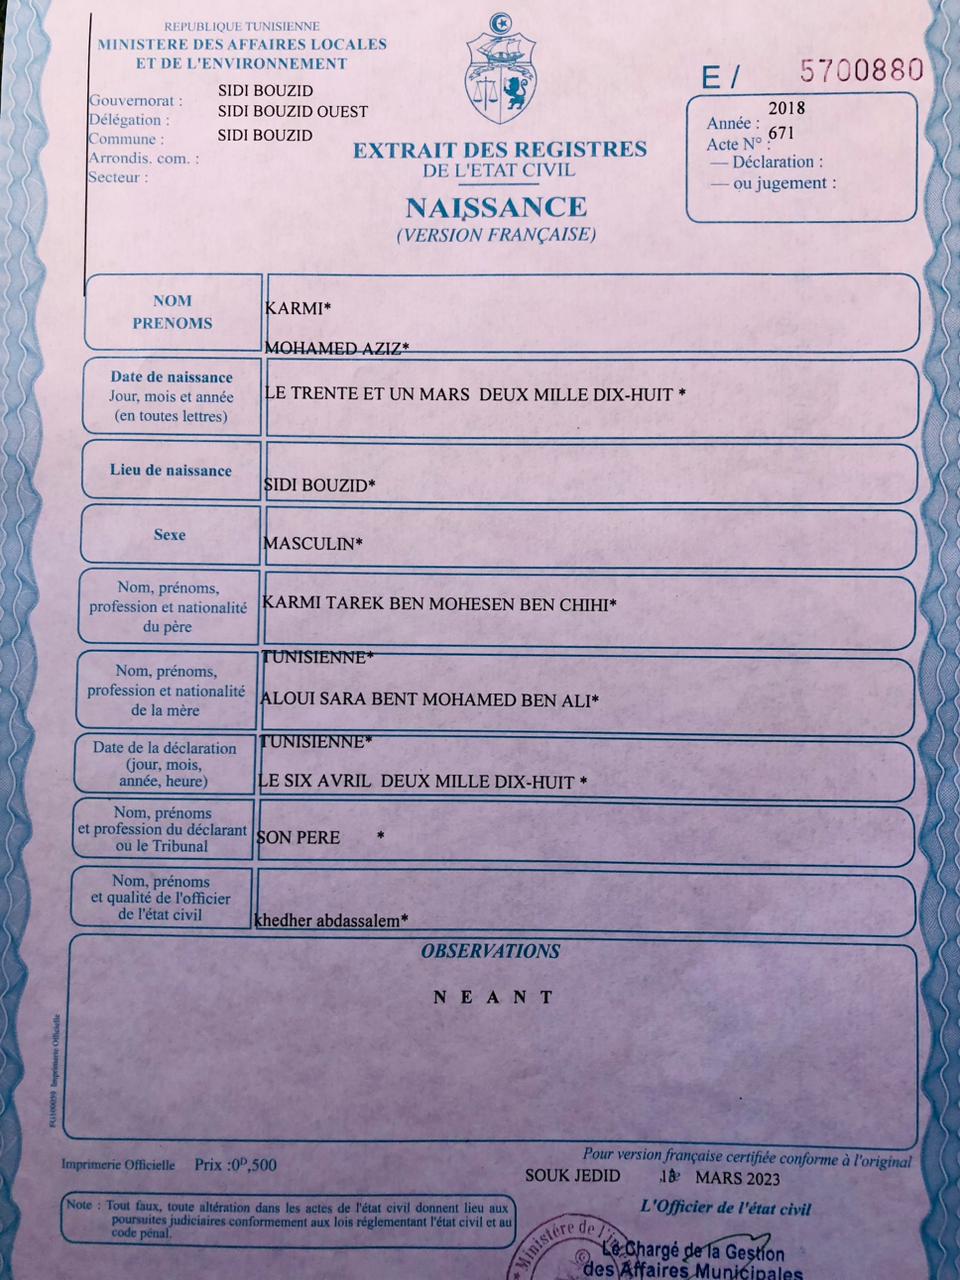 REPUBLIQUE TUNISIENNE
MINISTERE DES AFFAIRES LOCALES
ET DE L'ENVIRONNEMENT
Gouvernorat : SIDI BOUZID
Délégation : SIDI BOUZID OUEST
Commune : SIDI BOUZID
Arrondis. com. :
Secteur :
E / 5700880
Année : 2018
Acte N° : 671
— Déclaration :
— ou jugement :
EXTRAIT DES REGISTRES
DE L'ETAT CIVIL
NAISSANCE
(VERSION FRANÇAISE)
NOM
PRENOMS
KARMI*
MOHAMED AZIZ*
Date de naissance
Jour, mois et année
(en toutes lettres)
LE TRENTE ET UN MARS DEUX MILLE DIX-HUIT *
Lieu de naissance
SIDI BOUZID*
Sexe
MASCULIN*
Nom, prénoms,
profession et nationalité
du père
KARMI TAREK BEN MOHESEN BEN CHIHI*
TUNISIENNE*
Nom, prénoms,
profession et nationalité
de la mère
ALOUI SARA BENT MOHAMED BEN ALI*
TUNISIENNE*
Date de la déclaration
(jour, mois,
année, heure)
LE SIX AVRIL DEUX MILLE DIX-HUIT *
Nom, prénoms
et profession du déclarant
ou le Tribunal
SON PERE *
Nom, prénoms
et qualité de l'officier
de l'état civil
khedher abdassalem*
OBSERVATIONS
N E A N T
FG100039 Imprimerie Officielle
Imprimerie Officielle Prix :0ᴰ,500
Pour version française certifiée conforme à l'original
SOUK JEDID MARS 2023
L'Officier de l'état civil
Note : Tout faux, toute altération dans les actes de l'état civil donnent lieu aux
poursuites judiciaires conformement aux lois réglementant l'état civil et au
code pénal.
Ministère de l'
Le Chargé de la Gestion
des Affaires Municipales